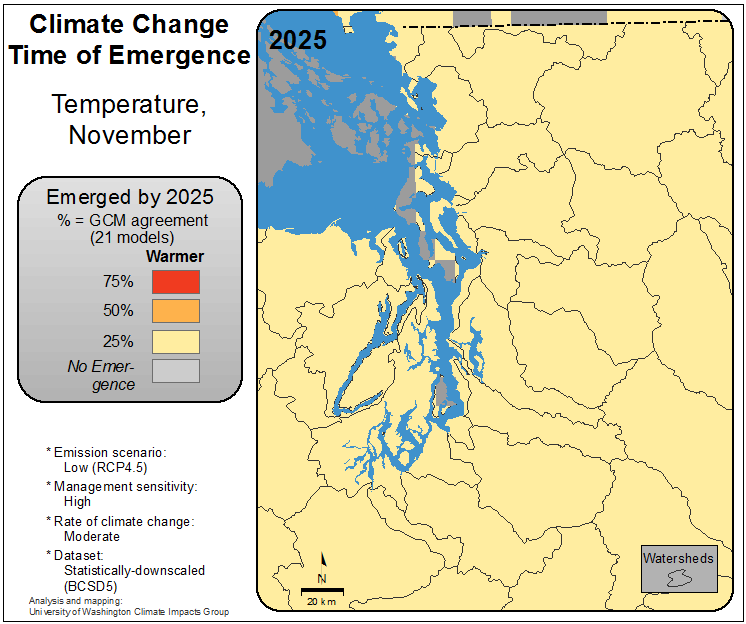 Climate Change
Time of Emergence
Temperature,
November
Emerged by 2025
% = GCM agreement
(21 models)
Warmer
75%
50%
25%
No Emer-
gence
* Emission scenario:
Low (RCP4.5)
* Management sensitivity:
High
* Rate of climate change:
Moderate
* Dataset:
Statistically-downscaled
(BCSD5)
Analysis and mapping:
University of Washington Climate Impacts Group
2025
N
20 km
Watersheds